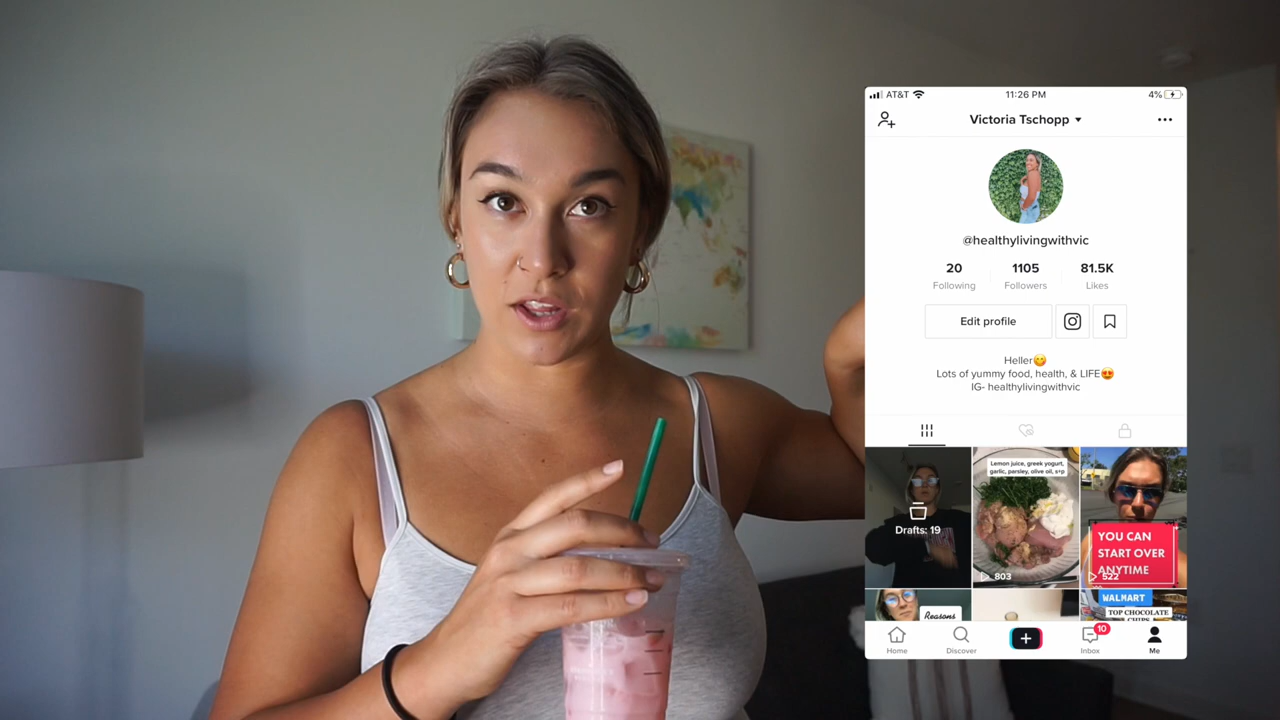 AT&T
11:26 PM
4%
Victoria Tschopp
@healthylivingwithvic
20
1105
81.5K
Following
Followers
Likes
Edit profile
Heller😋
Lots of yummy food, health, & LIFE😍
IG- healthylivingwithvic
Drafts: 19
Lemon juice, greek yogurt,
garlic, parsley, olive oil, s+p
803
YOU CAN
START OVER
ANYTIME
522
Reasons
WALMART
TOP CHOCOLATE
CHIPS
Home
Discover
10
Inbox
Me